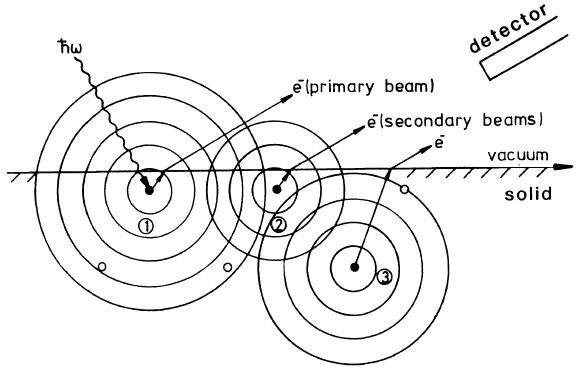 detector
ħω
e⁻(primary beam)
e⁻(secondary beams)
e⁻
vacuum
solid
①
②
③